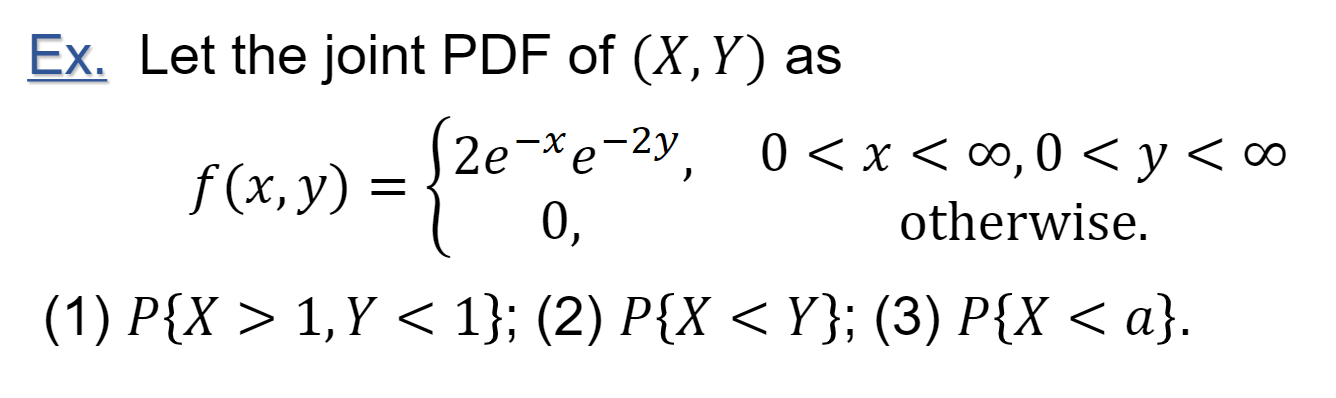 Ex. Let the joint PDF of (X, Y) as
f(x, y) = {2e^{−x}e^{−2y}, 0 < x < ∞, 0 < y < ∞
0, otherwise.
(1) P{X > 1, Y < 1}; (2) P{X < Y}; (3) P{X < a}.